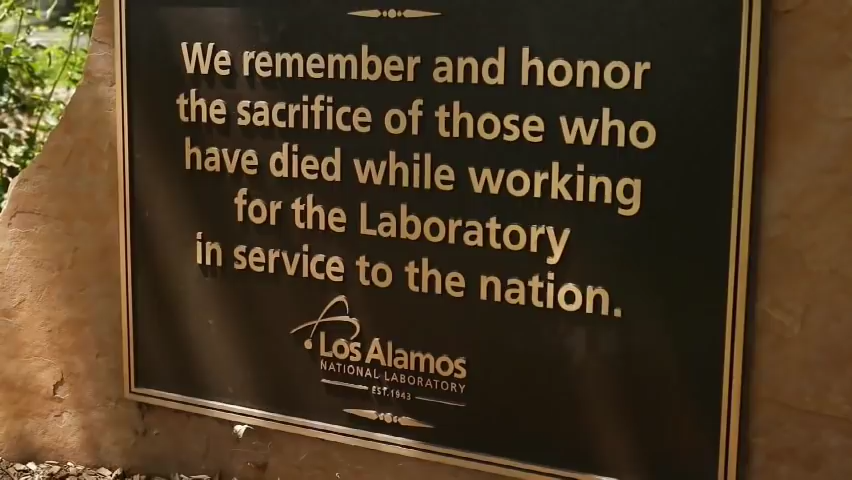 We remember and honor
the sacrifice of those who
have died while working
for the Laboratory
in service to the nation.
Los Alamos
NATIONAL LABORATORY
EST.1943